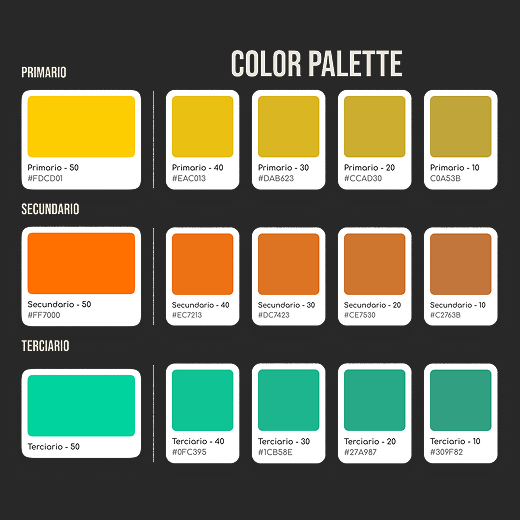 COLOR PALETTE
PRIMARIO
Primario - 50
#FDCD01
Primario - 40
#EAC013
Primario - 30
#DAB623
Primario - 20
#CCAD30
Primario - 10
C0A53B
SECUNDARIO
Secundario - 50
#FF7000
Secundario - 40
#EC7213
Secundario - 30
#DC7423
Secundario - 20
#CE7530
Secundario - 10
#C2763B
TERCIARIO
Terciario - 50
Terciario - 40
#0FC395
Terciario - 30
#1CB58E
Terciario - 20
#27A987
Terciario - 10
#309F82